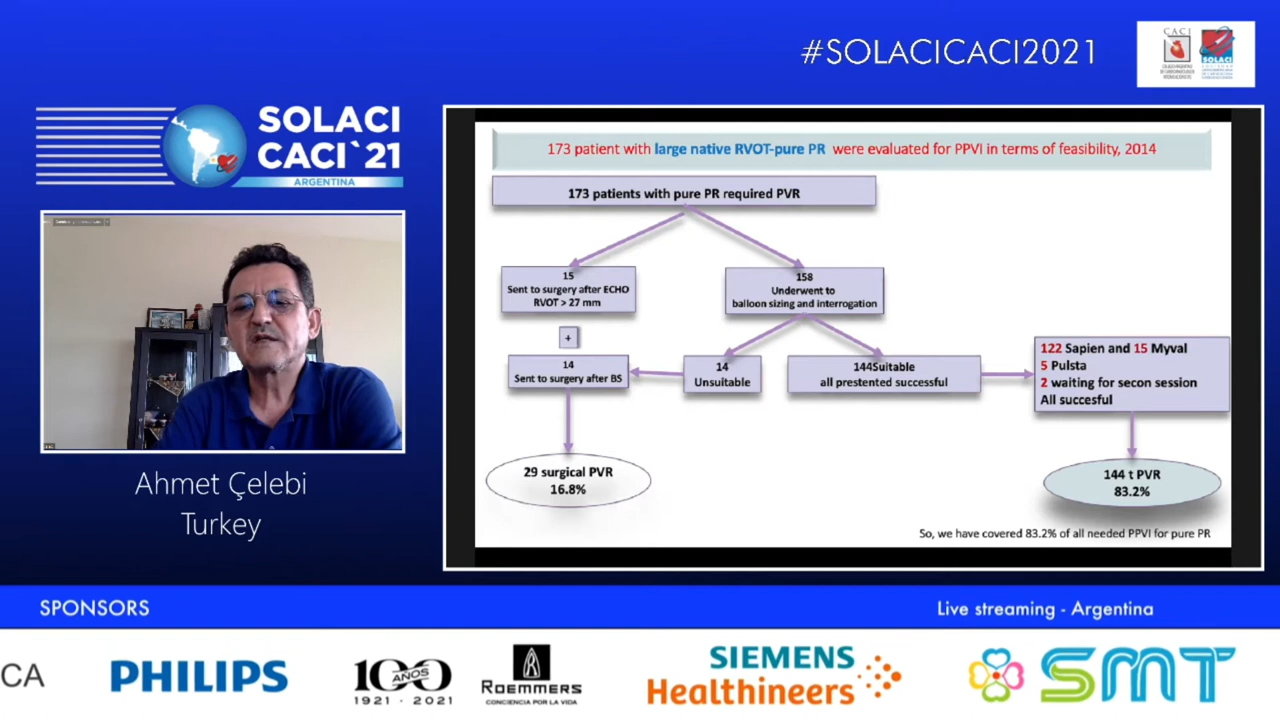 #SOLACICACI2021
CACI
SOLACI
SOLACI
CACI`21
ARGENTINA
173 patient with large native RVOT-pure PR were evaluated for PPVI in terms of feasibility, 2014
173 patients with pure PR required PVR
15
Sent to surgery after ECHO
RVOT > 27 mm
158
Underwent to
balloon sizing and interrogation
+
14
Sent to surgery after BS
14
Unsuitable
144Suitable
all prestented successful
122 Sapien and 15 Myval
5 Pulsta
2 waiting for secon session
All succesful
29 surgical PVR
16.8%
144 t PVR
83.2%
So, we have covered 83.2% of all needed PPVI for pure PR
Ahmet Çelebi
Turkey
SPONSORS
Live streaming - Argentina
CA
PHILIPS
100
AÑOS
1921 - 2021
ROEMMERS
CONCIENCIA POR LA VIDA
SIEMENS
Healthineers
SMT